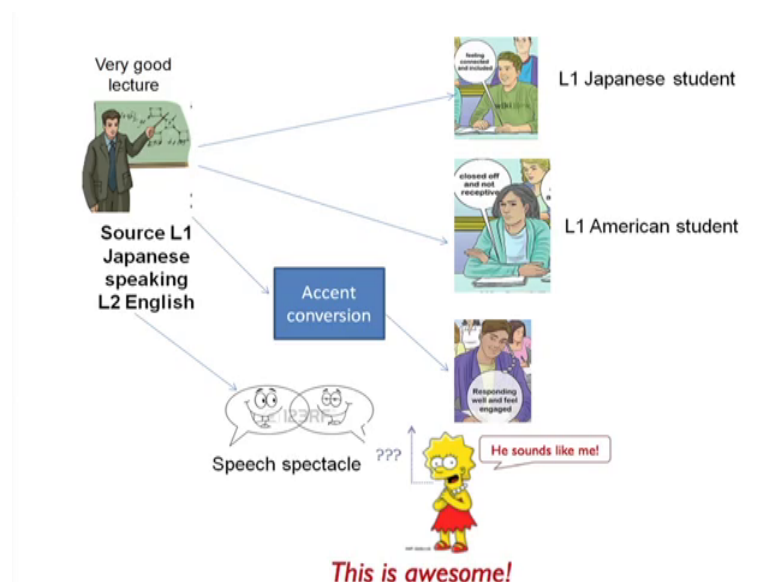 Very good
lecture
Source L1
Japanese
speaking
L2 English
feeling
connected
and included
wiki
L1 Japanese student
closed off
and not
receptive
L1 American student
Accent
conversion
Responding
well and feel
engaged
123RF
Speech spectacle
???
He sounds like me!
This is awesome!